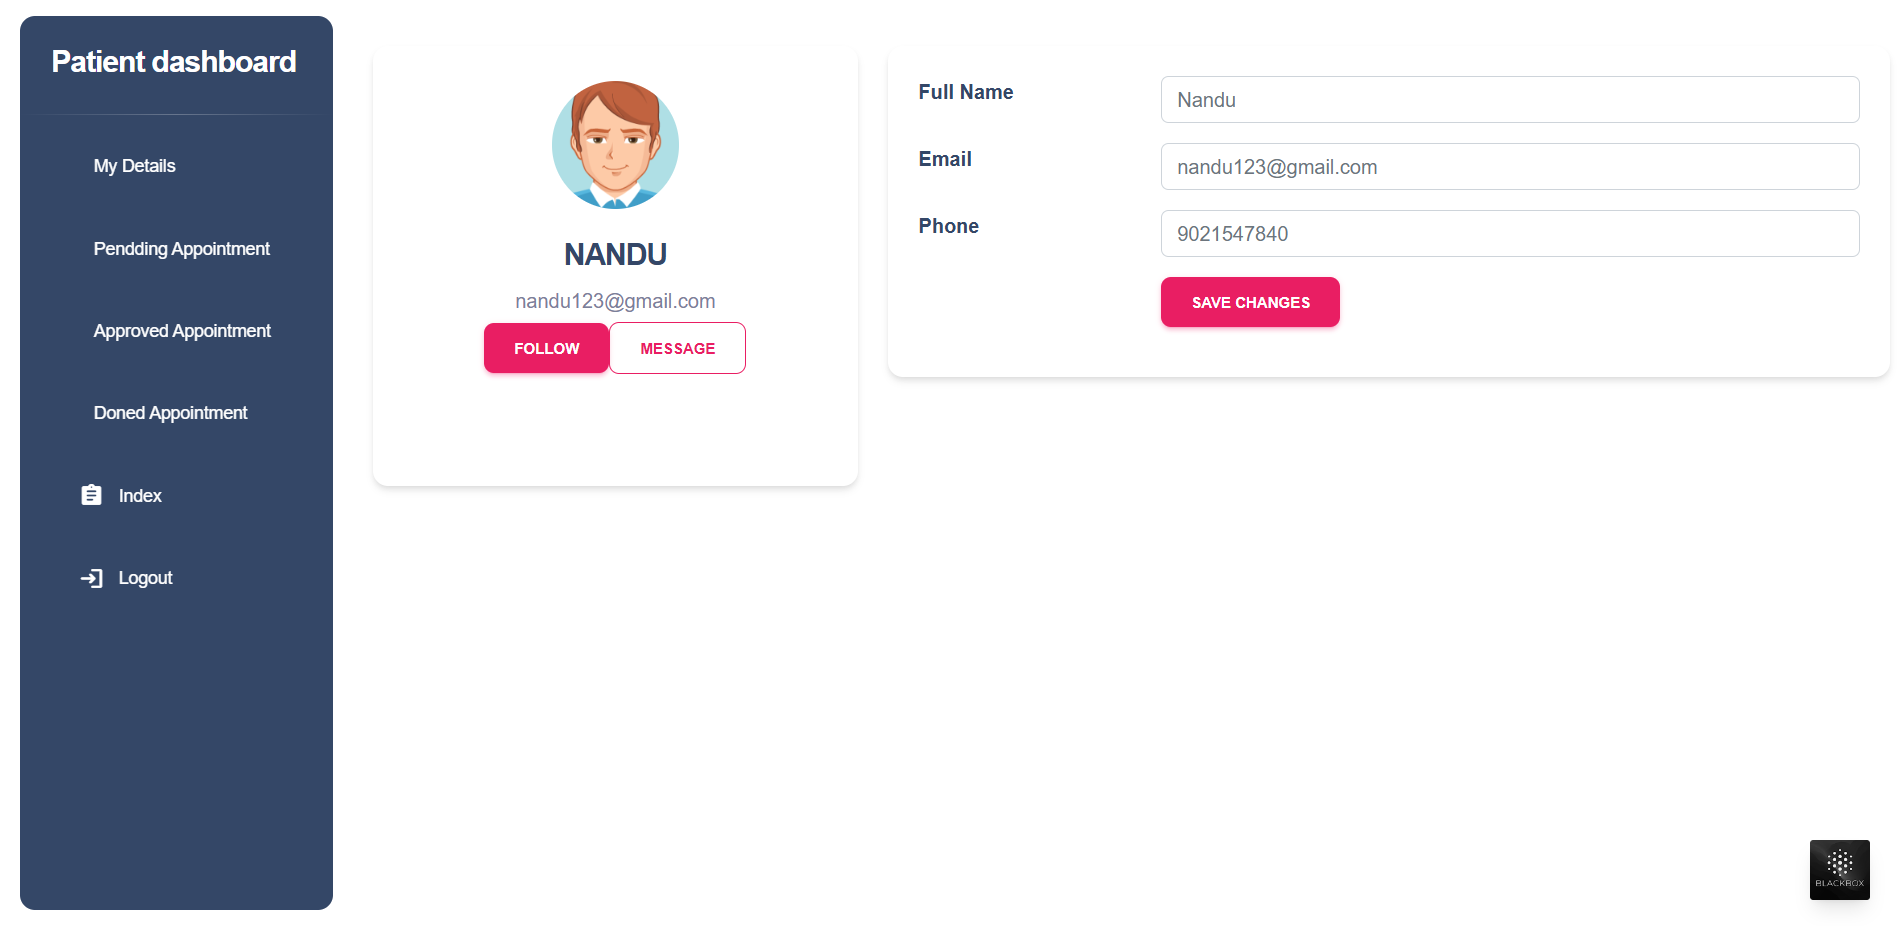 Patient dashboard
My Details
Pendding Appointment
Approved Appointment
Doned Appointment
Index
Logout
NANDU
nandu123@gmail.com
FOLLOW MESSAGE
Full Name Nandu
Email nandu123@gmail.com
Phone 9021547840
SAVE CHANGES
BLACKBOX